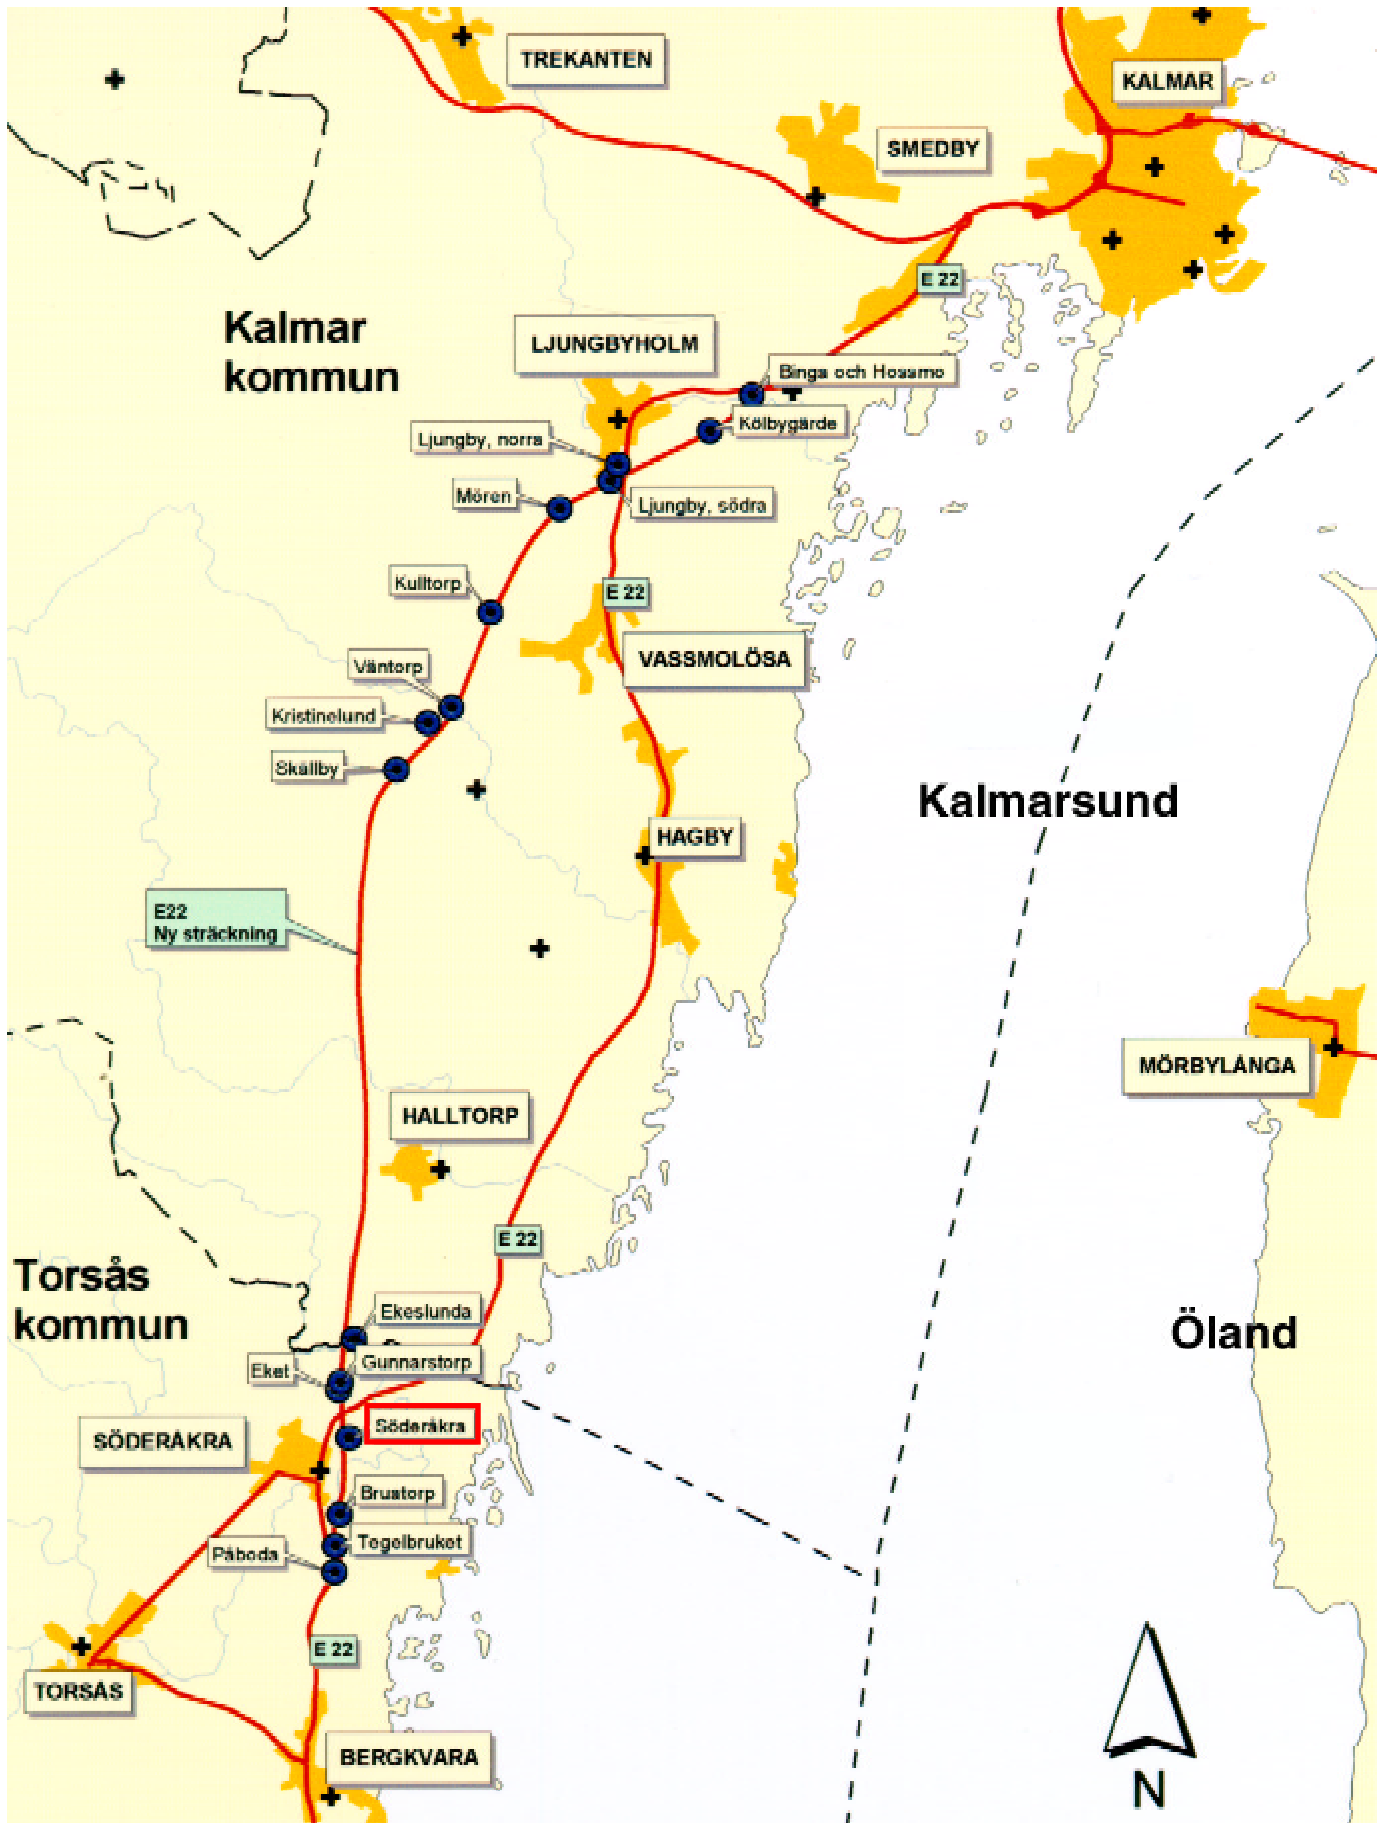 TREKANTEN
KALMAR
SMEDBY
E 22
Kalmar
kommun
LJUNGBYHOLM
Binga och Hossmo
Kölbygärde
Ljungby, norra
Mören
Ljungby, södra
Kulltorp
E 22
VASSMOLÖSA
Väntorp
Kristinelund
Skällby
Kalmarsund
HAGBY
E22
Ny sträckning
MÖRBYLÅNGA
HALLTORP
E 22
Torsås
kommun
Ekeslunda
Öland
Gunnarstorp
Eket
Söderåkra
SÖDERÅKRA
Bruatorp
Tegelbruket
Påboda
E 22
TORSÅS
BERGKVARA
N